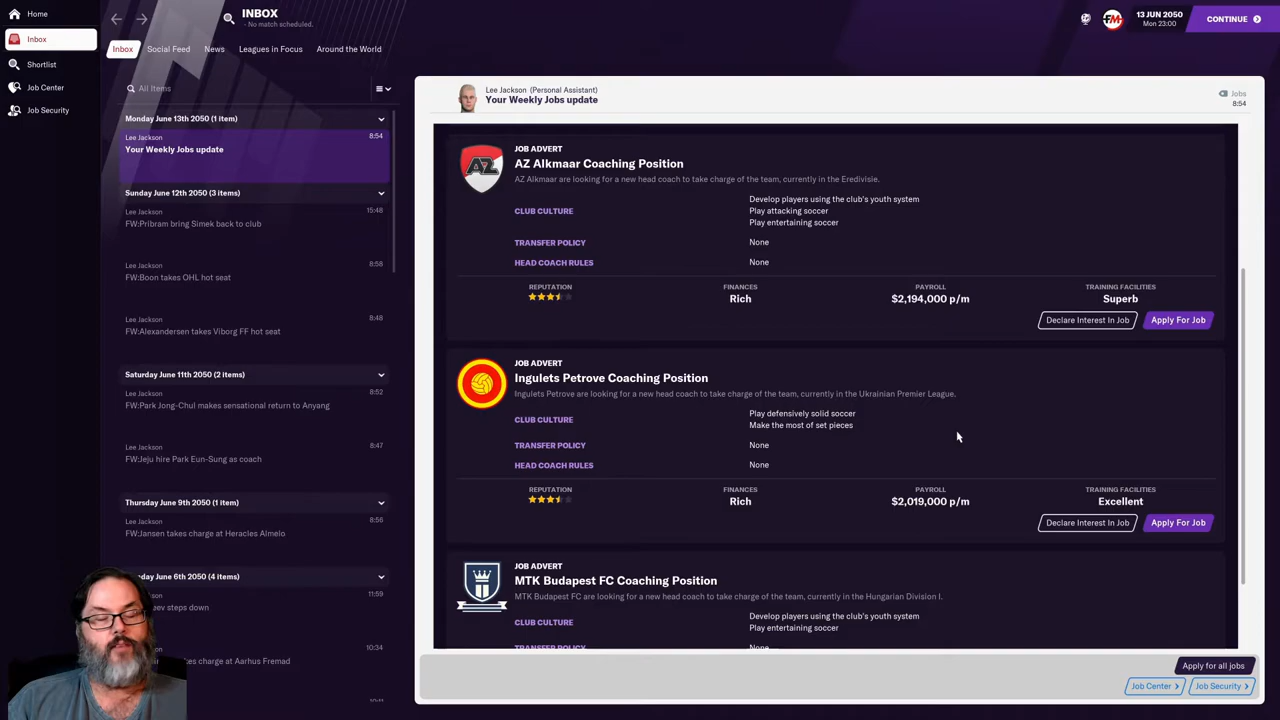 Home
Inbox
Shortlist
Job Center
Job Security
INBOX
- No match scheduled.
FM
13 JUN 2050
Mon 23:00
CONTINUE
Inbox
Social Feed
News
Leagues in Focus
Around the World
All Items
Monday June 13th 2050 (1 item)
Lee Jackson 8:54
Your Weekly Jobs update
Sunday June 12th 2050 (3 items)
Lee Jackson 15:48
FW:Pribram bring Simek back to club
Lee Jackson 8:58
FW:Boon takes OHL hot seat
Lee Jackson 8:48
FW:Alexandersen takes Viborg FF hot seat
Saturday June 11th 2050 (2 items)
Lee Jackson 8:52
FW:Park Jong-Chul makes sensational return to Anyang
Lee Jackson 8:47
FW:Jeju hire Park Eun-Sung as coach
Thursday June 9th 2050 (1 item)
Lee Jackson 8:56
FW:Jansen takes charge at Heracles Almelo
June 6th 2050 (4 items)
11:59
steps down
10:34
charge at Aarhus Fremad
Lee Jackson (Personal Assistant)
Your Weekly Jobs update
Jobs
8:54
AZ
JOB ADVERT
AZ Alkmaar Coaching Position
AZ Alkmaar are looking for a new head coach to take charge of the team, currently in the Eredivisie.
CLUB CULTURE
Develop players using the club's youth system
Play attacking soccer
Play entertaining soccer
TRANSFER POLICY None
HEAD COACH RULES None
REPUTATION FINANCES PAYROLL TRAINING FACILITIES
Rich $2,194,000 p/m Superb
Declare Interest In Job Apply For Job
JOB ADVERT
Ingulets Petrove Coaching Position
Ingulets Petrove are looking for a new head coach to take charge of the team, currently in the Ukrainian Premier League.
CLUB CULTURE
Play defensively solid soccer
Make the most of set pieces
TRANSFER POLICY None
HEAD COACH RULES None
REPUTATION FINANCES PAYROLL TRAINING FACILITIES
Rich $2,019,000 p/m Excellent
Declare Interest In Job Apply For Job
JOB ADVERT
MTK Budapest FC Coaching Position
MTK Budapest FC are looking for a new head coach to take charge of the team, currently in the Hungarian Division I.
CLUB CULTURE
Develop players using the club's youth system
Play entertaining soccer
TRANSFER POLICY None
Apply for all jobs
Job Center
Job Security